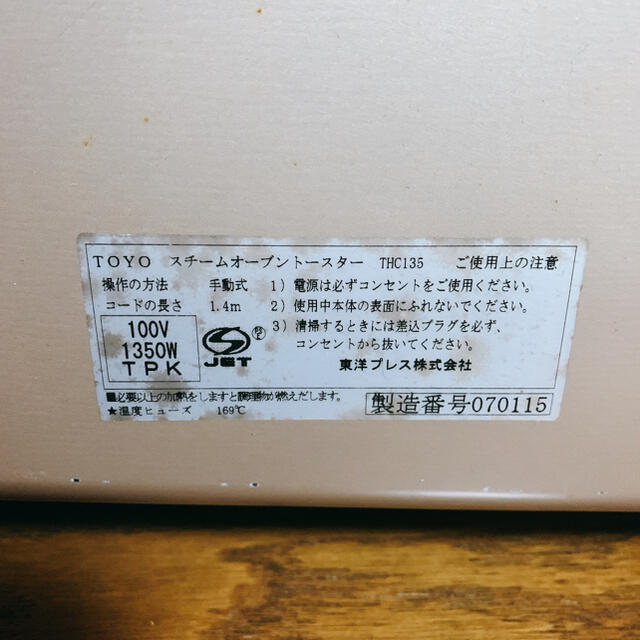 TOYO スチームオーブントースター THC135 ご使用上の注意
操作の方法 手動式
コードの長さ 1.4m
1) 電源は必ずコンセントをご使用ください。
2) 使用中本体の表面にふれないでください。
3) 清掃するときには差込プラグを必ず、
コンセントから抜いてください。
100V
1350W
TPK
JET
東洋プレス株式会社
■必要以上の加熱をしますと調理物が燃えだします。
★温度ヒューズ 169℃
製造番号070115